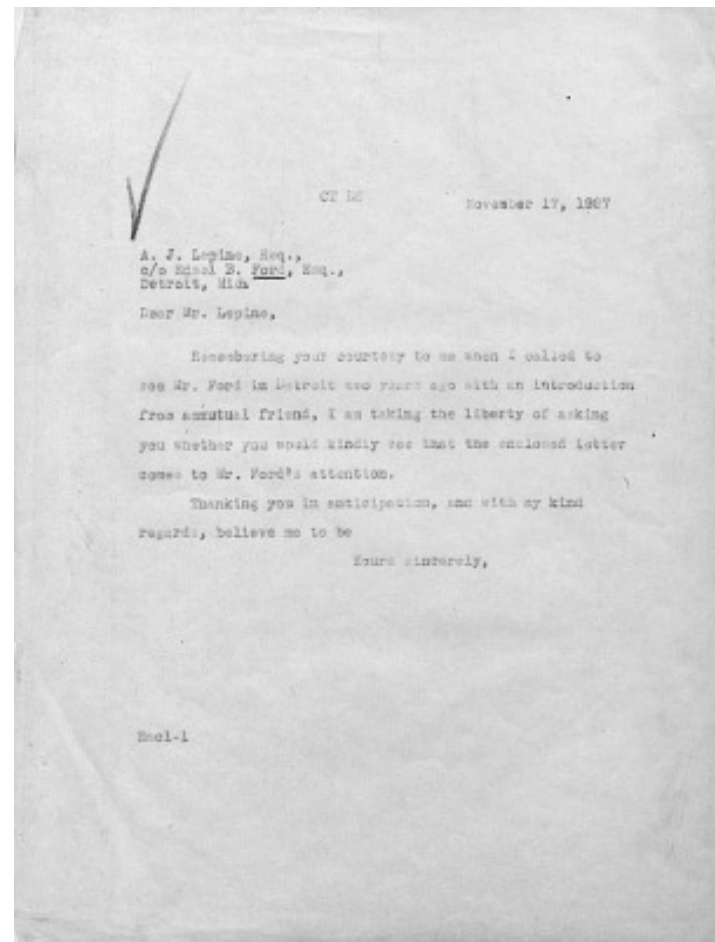 November 17, 1927
A. J. Lepine, Esq.,
c/o Edsel B. Ford, Esq.,
Detroit, Mich
Dear Mr. Lepine,
Remembering your courtesy to me when I called to
see Mr. Ford in Detroit two years ago with an introduction
from a mutual friend, I am taking the liberty of asking
you whether you would kindly see that the enclosed letter
comes to Mr. Ford's attention.
Thanking you in anticipation, and with my kind
regards, believe me to be
Yours sincerely,
Encl-1